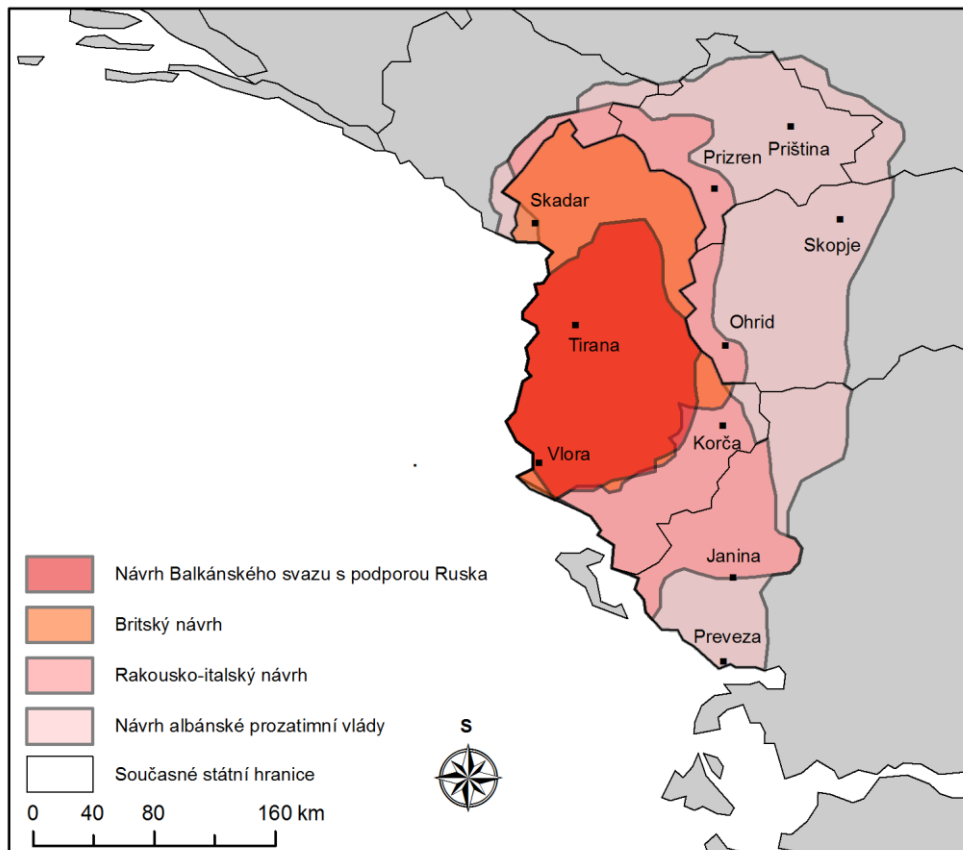 Priština
Prizren
Skadar
Skopje
Ohrid
Tirana
Korča
Vlora
Janina
Preveza
Návrh Balkánského svazu s podporou Ruska
Britský návrh
Rakousko-italský návrh
Návrh albánské prozatimní vlády
Současné státní hranice
S
0 40 80 160 km